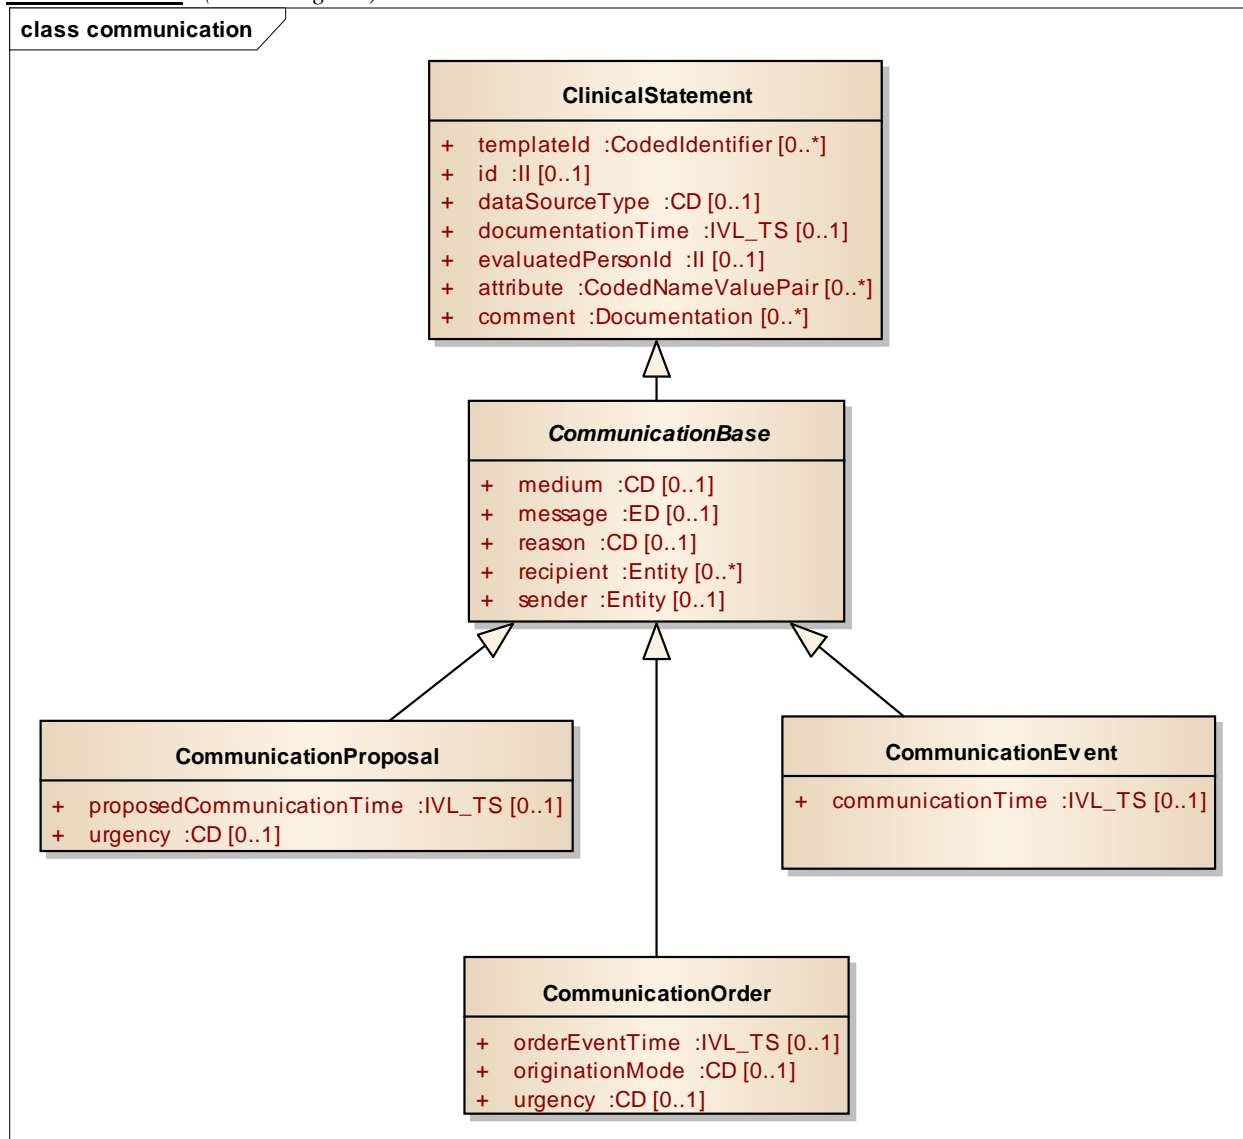 class communication
ClinicalStatement
+ templateId :CodedIdentifier [0..*]
+ id :II [0..1]
+ dataSourceType :CD [0..1]
+ documentationTime :IVL_TS [0..1]
+ evaluatedPersonId :II [0..1]
+ attribute :CodedNameValuePair [0..*]
+ comment :Documentation [0..*]
CommunicationBase
+ medium :CD [0..1]
+ message :ED [0..1]
+ reason :CD [0..1]
+ recipient :Entity [0..*]
+ sender :Entity [0..1]
CommunicationProposal
+ proposedCommunicationTime :IVL_TS [0..1]
+ urgency :CD [0..1]
CommunicationEvent
+ communicationTime :IVL_TS [0..1]
CommunicationOrder
+ orderEventTime :IVL_TS [0..1]
+ originationMode :CD [0..1]
+ urgency :CD [0..1]